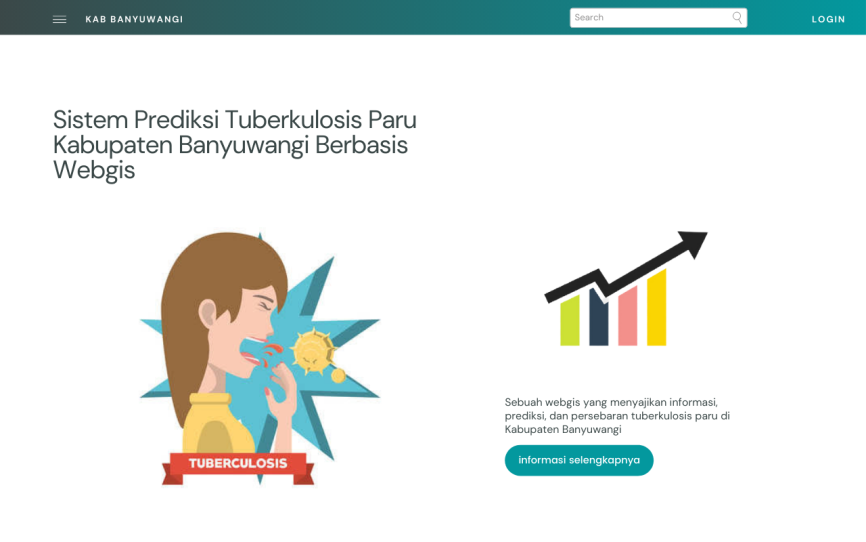 KAB BANYUWANGI
Search
LOGIN
Sistem Prediksi Tuberkulosis Paru
Kabupaten Banyuwangi Berbasis
Webgis
TUBERCULOSIS
Sebuah webgis yang menyajikan informasi,
prediksi, dan persebaran tuberkulosis paru di
Kabupaten Banyuwangi
informasi selengkapnya